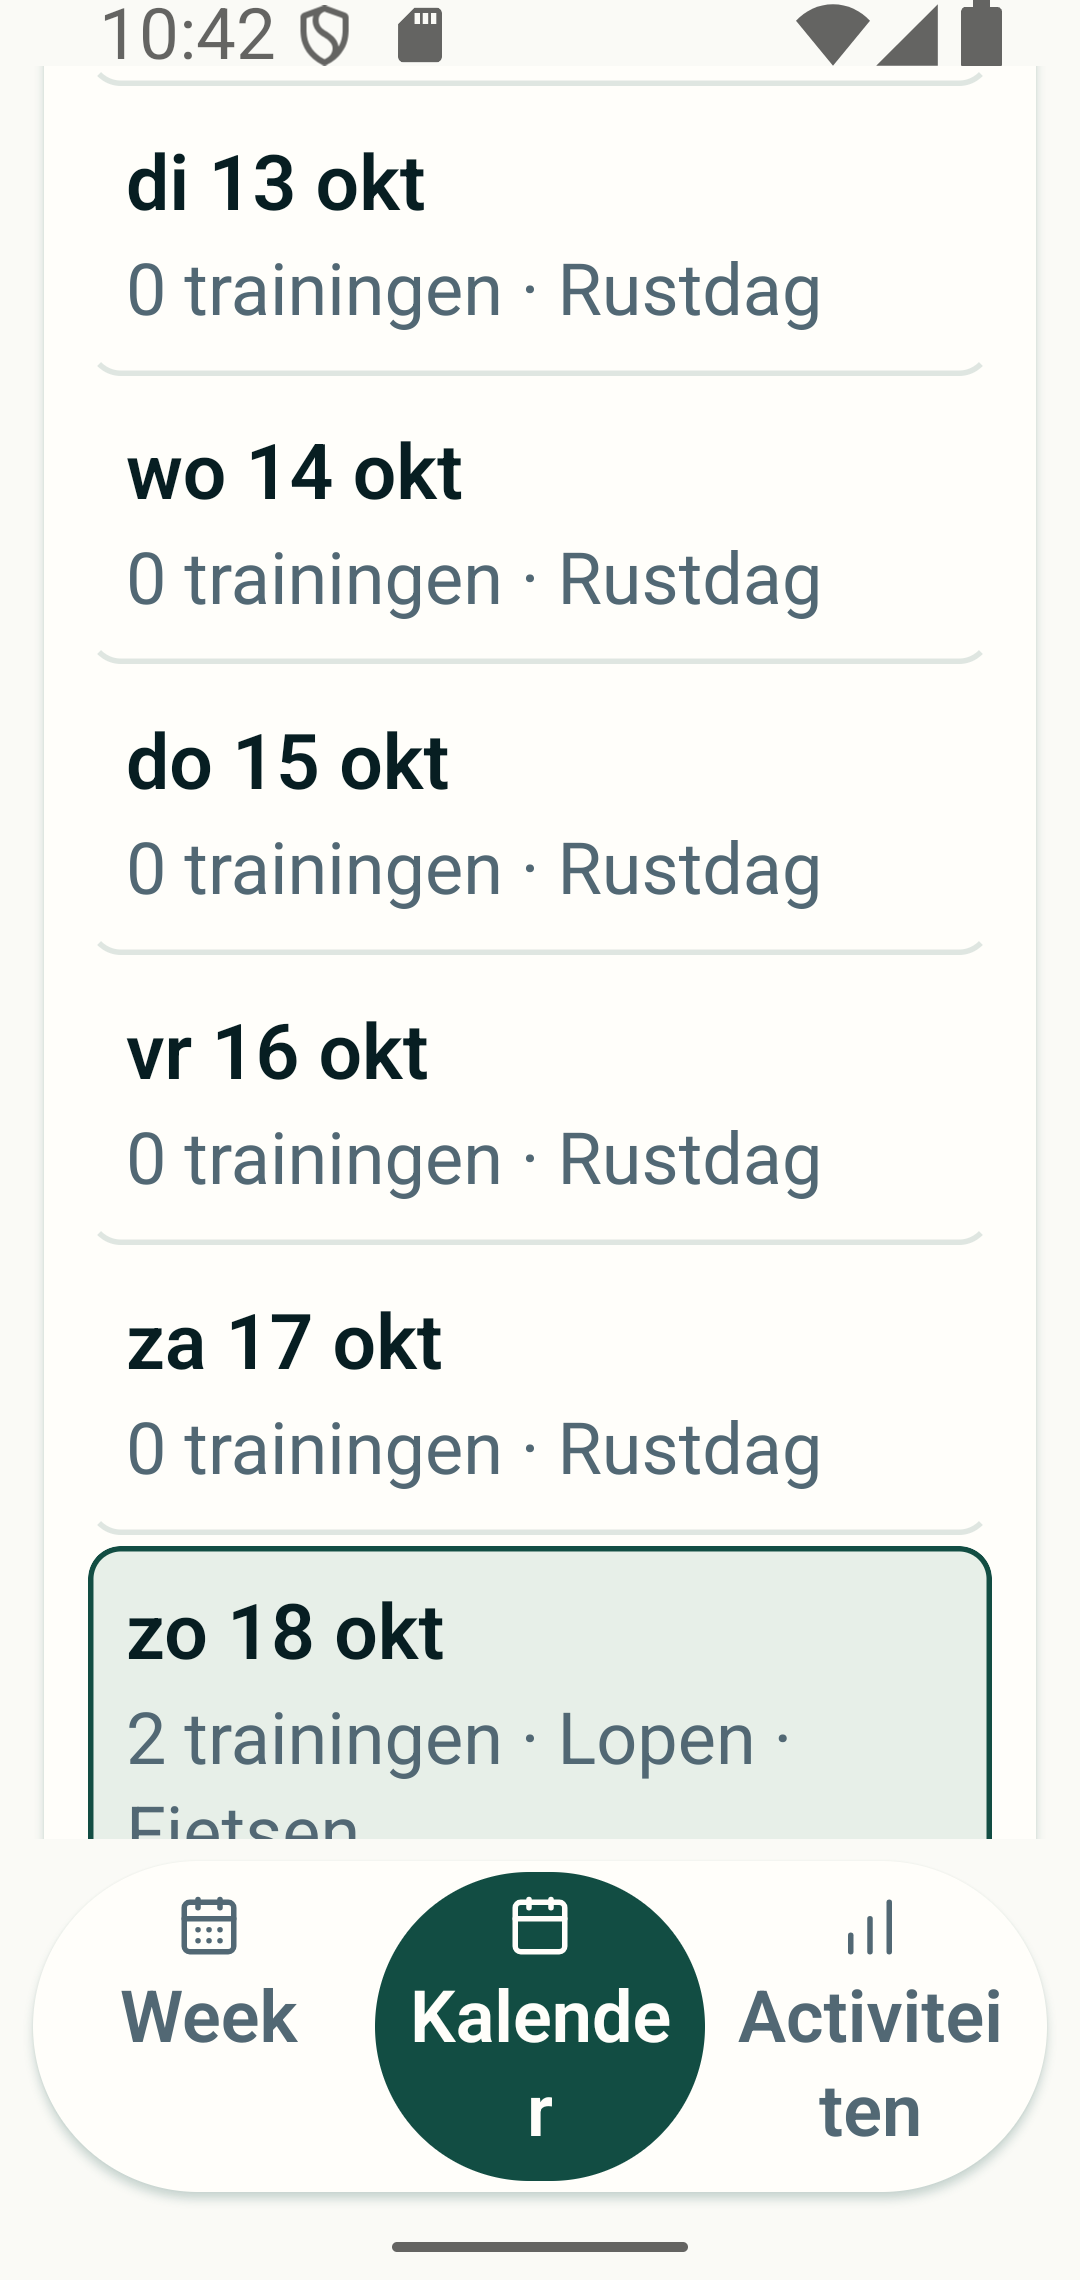 10:42
di 13 okt
0 trainingen · Rustdag
wo 14 okt
0 trainingen · Rustdag
do 15 okt
0 trainingen · Rustdag
vr 16 okt
0 trainingen · Rustdag
za 17 okt
0 trainingen · Rustdag
zo 18 okt
2 trainingen · Lopen ·
Fietsen
Week
Kalende
r
Activitei
ten